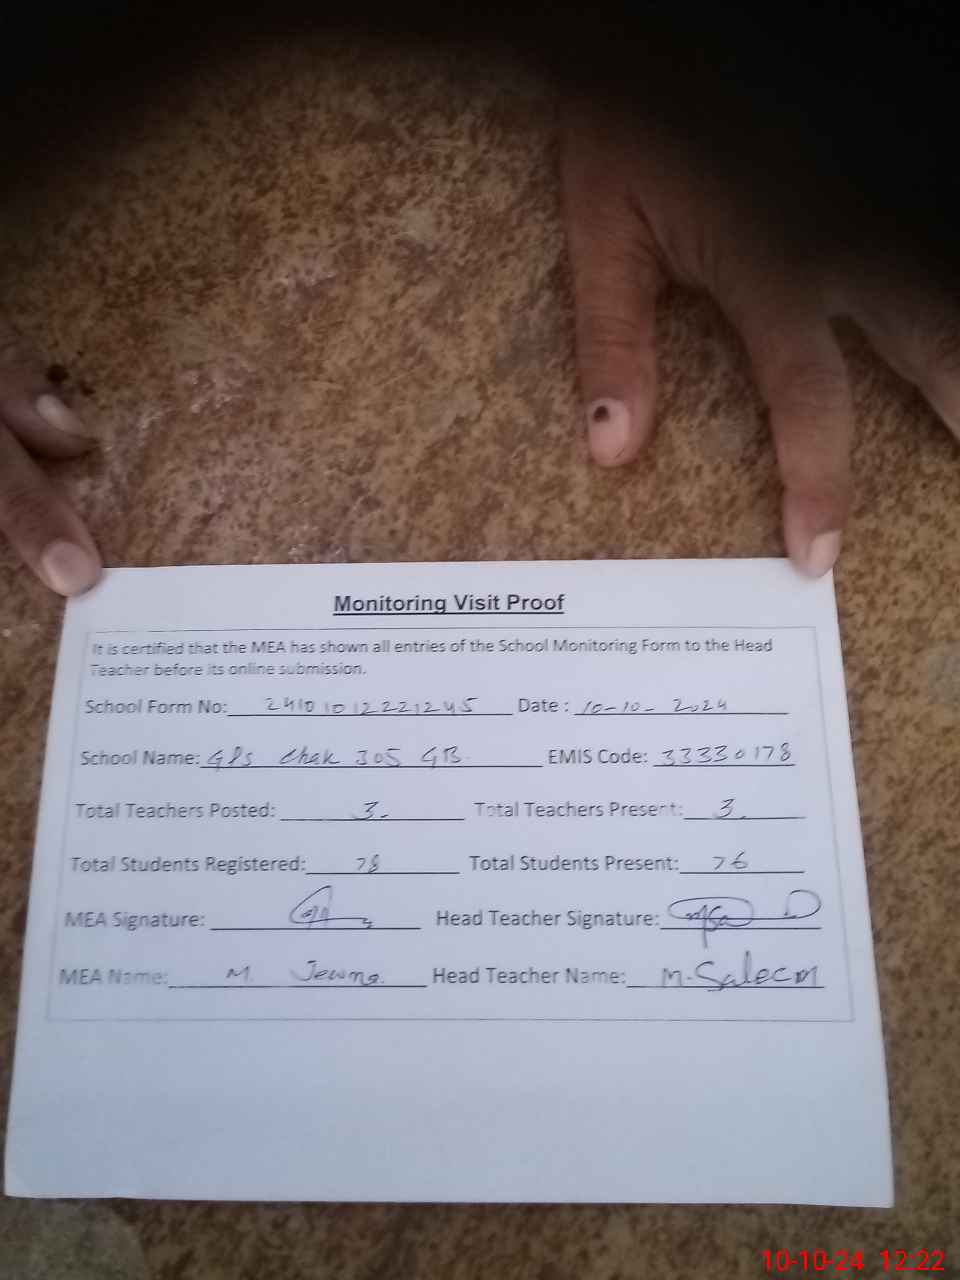 Monitoring Visit Proof
It is certified that the MEA has shown all entries of the School Monitoring Form to the Head
Teacher before its online submission.
School Form No: 24101012221245 Date : 10-10-2024
School Name: GPS Chak 305 GB. EMIS Code: 33330178
Total Teachers Posted: 3. Total Teachers Present: 3.
Total Students Registered: 78 Total Students Present: 76
MEA Signature: Head Teacher Signature:
MEA Name: M. Head Teacher Name: M. Saleem
10-10-24 12:22